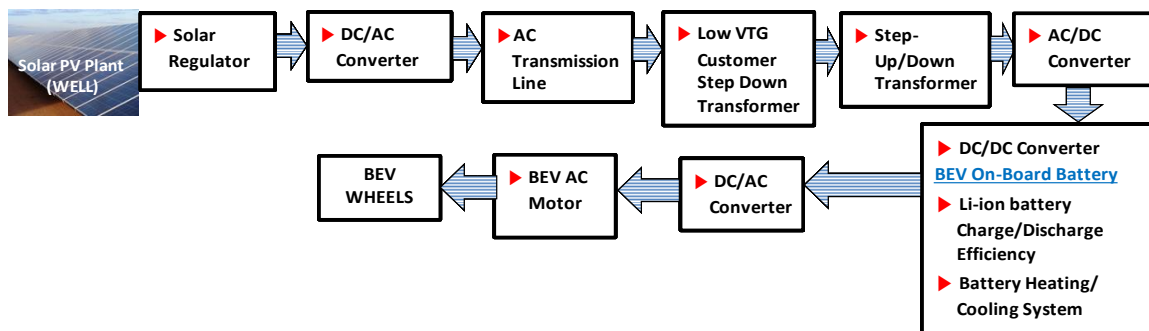 Solar PV Plant
(WELL)
Solar
Regulator
DC/AC
Converter
AC
Transmission
Line
Low VTG
Customer
Step Down
Transformer
Step-
Up/Down
Transformer
AC/DC
Converter
DC/DC Converter
BEV On-Board Battery
Li-ion battery
Charge/Discharge
Efficiency
Battery Heating/
Cooling System
DC/AC
Converter
BEV AC
Motor
BEV
WHEELS